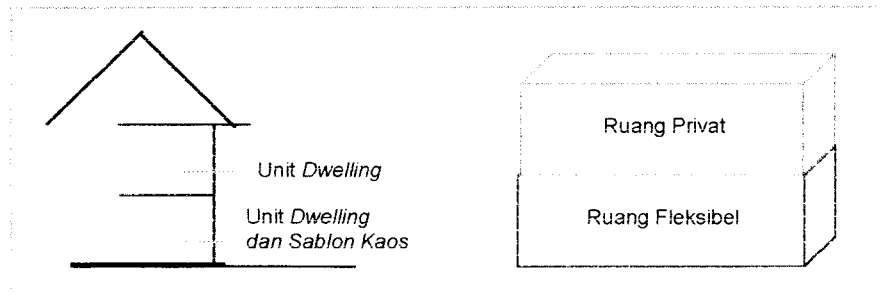 Unit Dwelling
Unit Dwelling
dan Sablon Kaos
Ruang Privat
Ruang Fleksibel